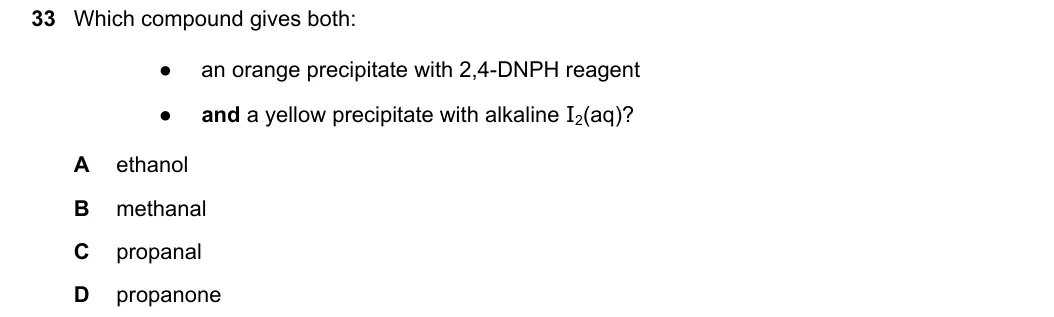 33 Which compound gives both:
● an orange precipitate with 2,4-DNPH reagent
● and a yellow precipitate with alkaline I₂(aq)?
A ethanol
B methanal
C propanal
D propanone